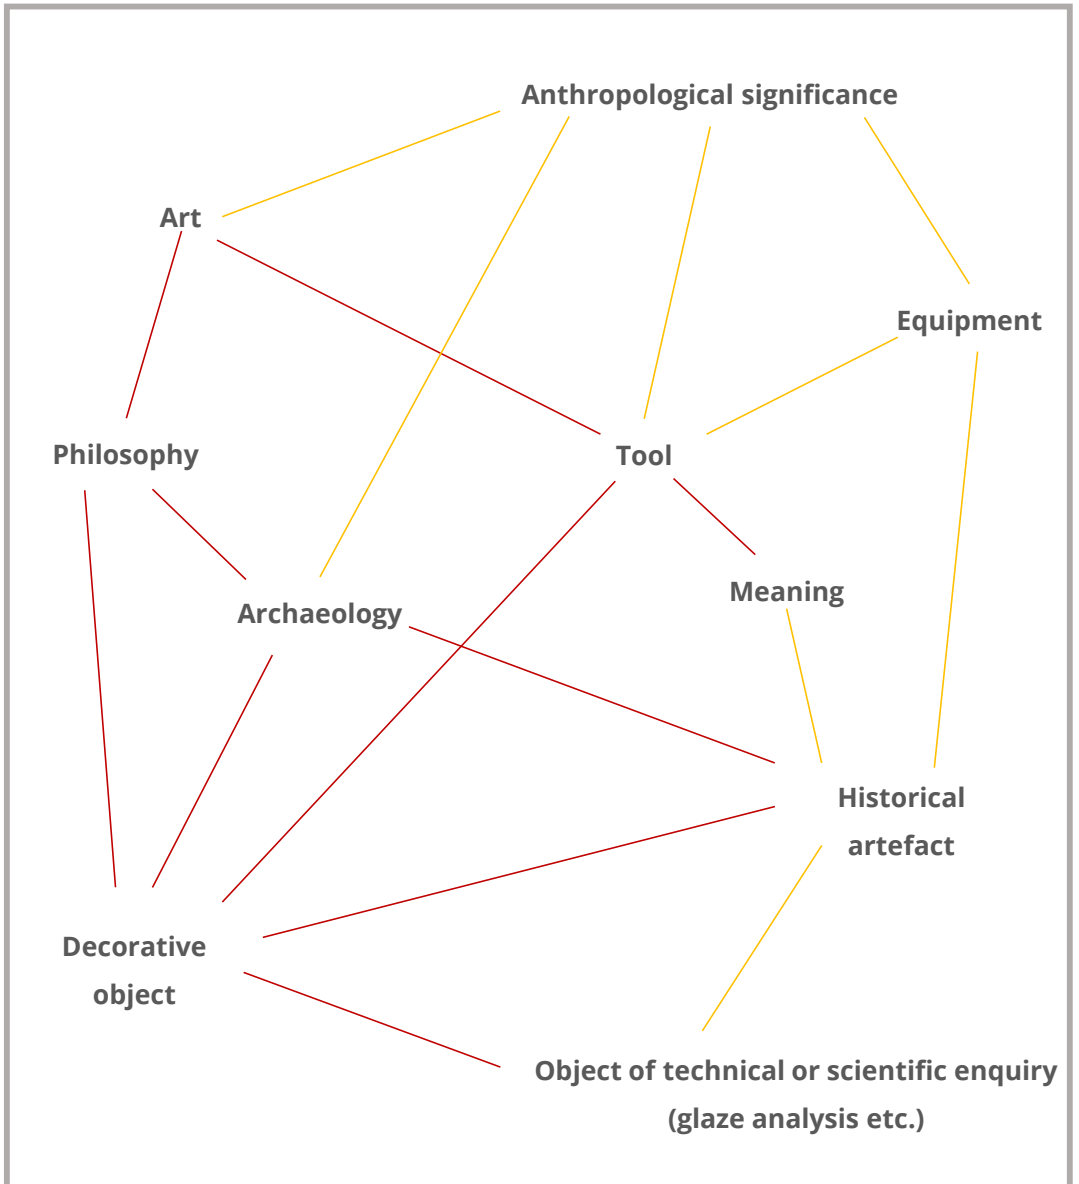 Anthropological significance
Art
Equipment
Philosophy
Tool
Meaning
Archaeology
Historical
artefact
Decorative
object
Object of technical or scientific enquiry
(glaze analysis etc.)